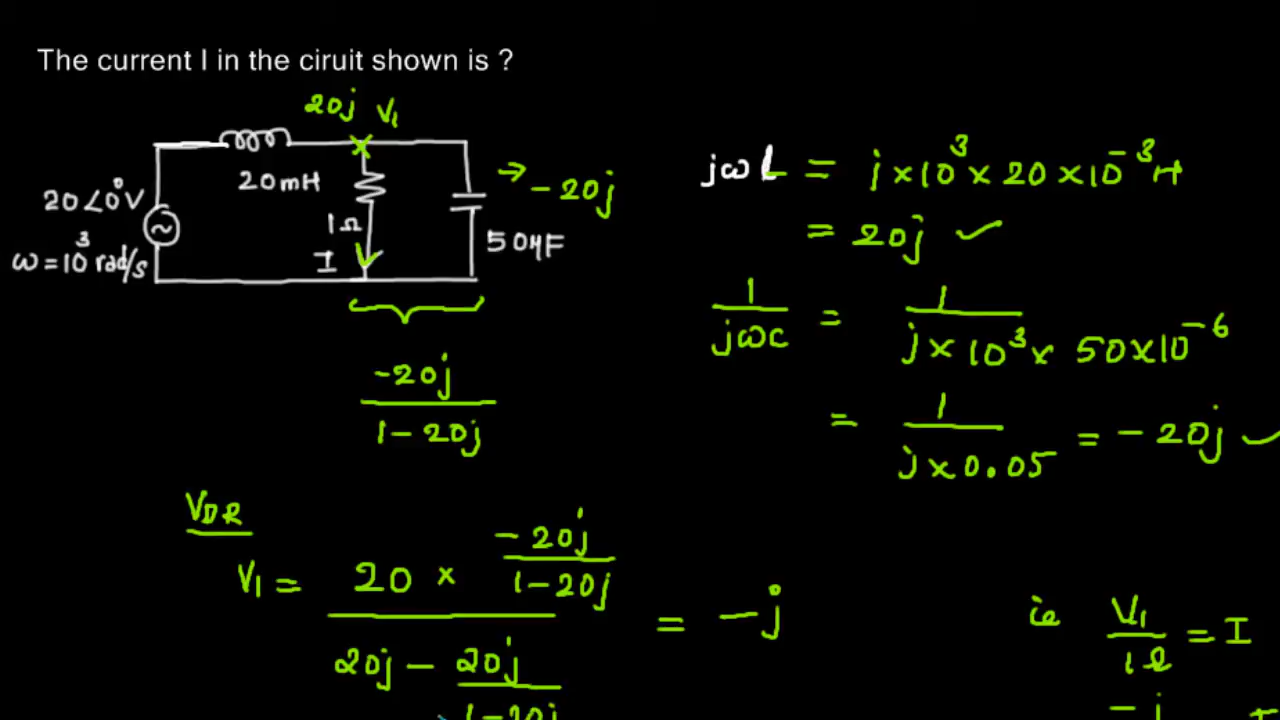 The current I in the ciruit shown is ?
20j V₁
20mH
20∠0°V
ω=10³ rad/s
1Ω
I
→ -20j
50μF
-20j
1-20j
jωL = j×10³×20×10⁻³H
= 20j ✓
1/jωc = 1/j×10³×50×10⁻⁶
= 1/j×0.05 = -20j ✓
VDR
V₁ = 20 × -20j/1-20j
20j - 20j/1-20j
= -j
ie V₁/1Ω = I
-j